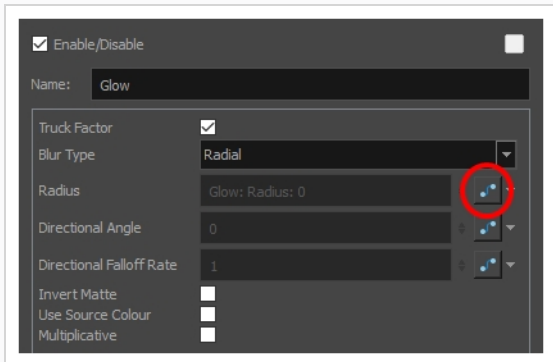 Enable/Disable
Name: Glow
Truck Factor
Blur Type Radial
Radius Glow: Radius: 0
Directional Angle 0
Directional Falloff Rate 1
Invert Matte
Use Source Colour
Multiplicative